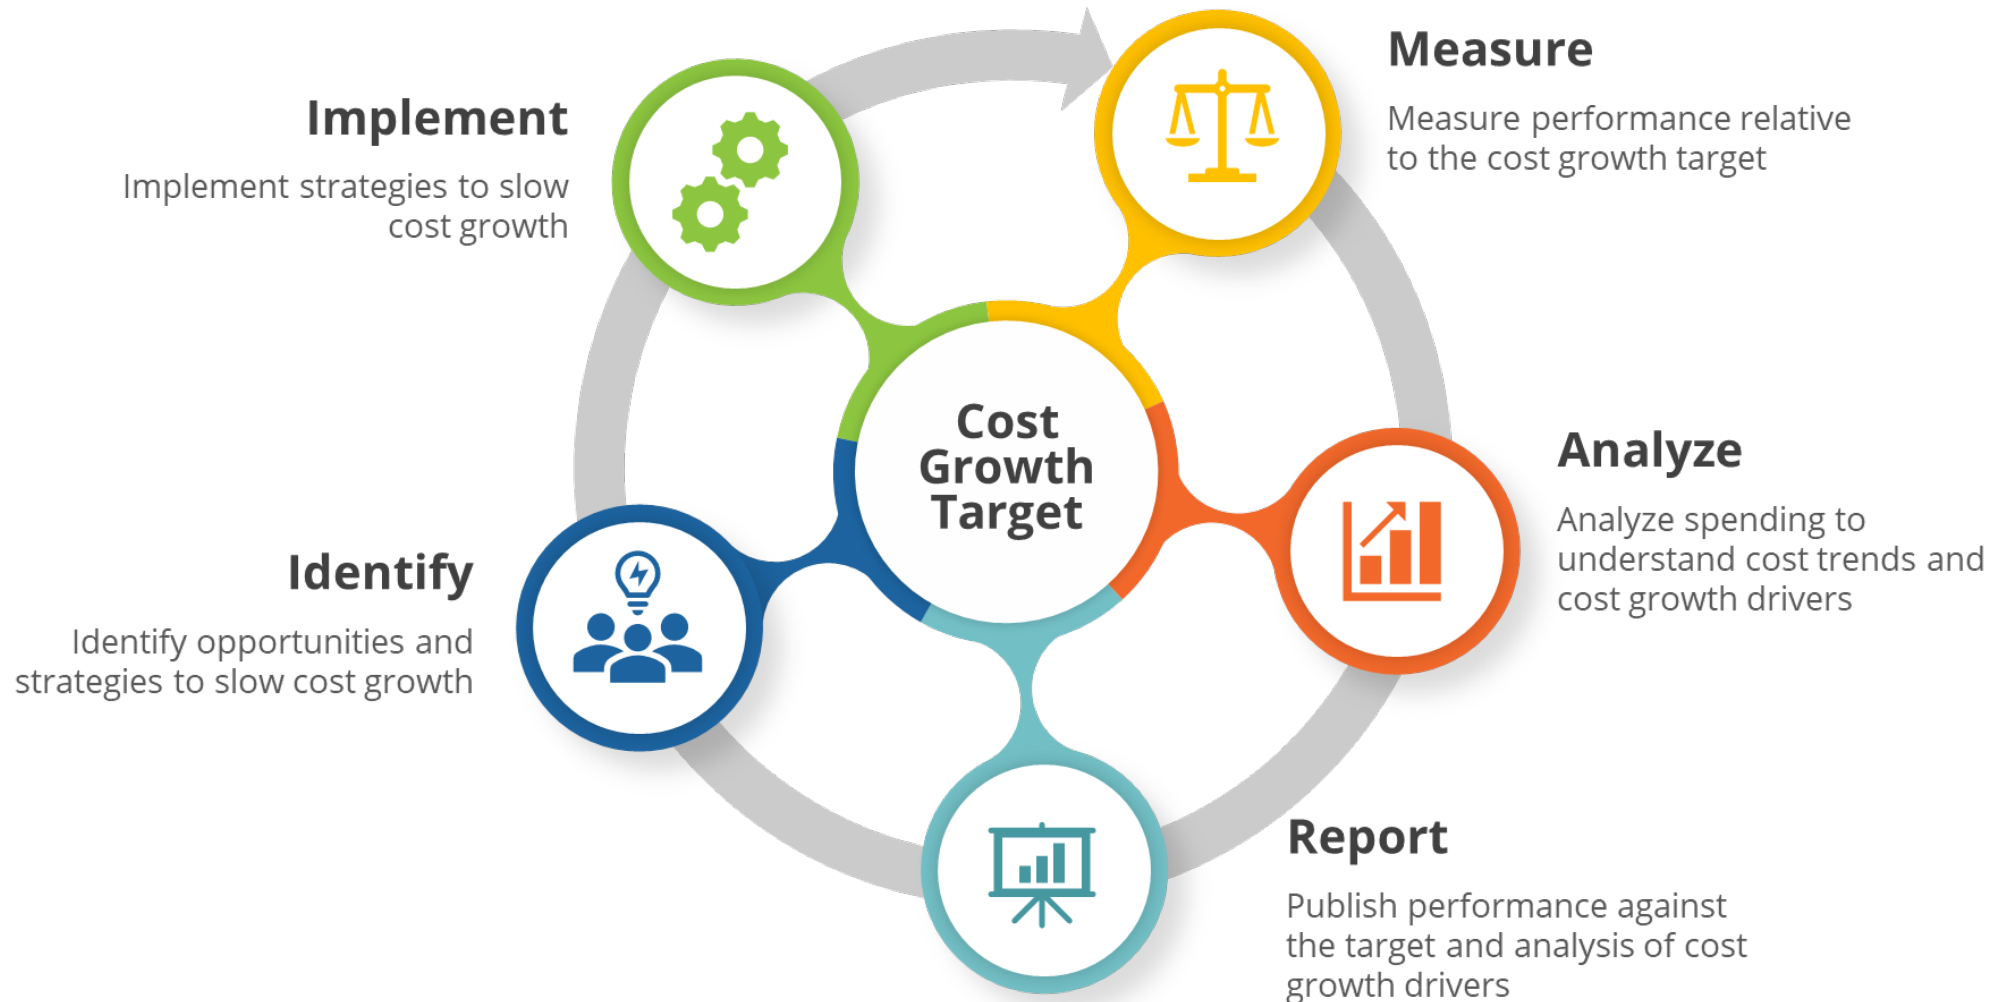 Measure
Measure performance relative
to the cost growth target
Analyze
Analyze spending to
understand cost trends and
cost growth drivers
Report
Publish performance against
the target and analysis of cost
growth drivers
Identify
Identify opportunities and
strategies to slow cost growth
Implement
Implement strategies to slow
cost growth
Cost
Growth
Target